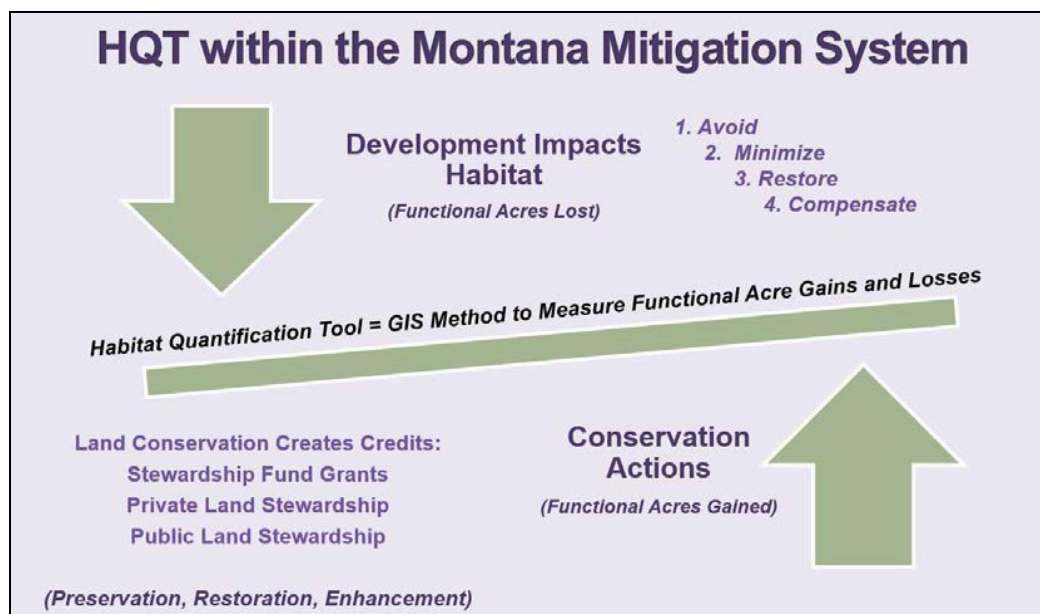 HQT within the Montana Mitigation System
Development Impacts
Habitat
(Functional Acres Lost)
1. Avoid
2. Minimize
3. Restore
4. Compensate
Habitat Quantification Tool = GIS Method to Measure Functional Acre Gains and Losses
Land Conservation Creates Credits:
Stewardship Fund Grants
Private Land Stewardship
Public Land Stewardship
(Preservation, Restoration, Enhancement)
Conservation
Actions
(Functional Acres Gained)